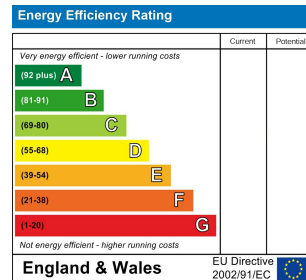 Energy Efficiency Rating
Current Potential
Very energy efficient - lower running costs
(92 plus) A
(81-91) B
(69-80) C
(55-68) D
(39-54) E
(21-38) F
(1-20) G
Not energy efficient - higher running costs
England & Wales
EU Directive
2002/91/EC